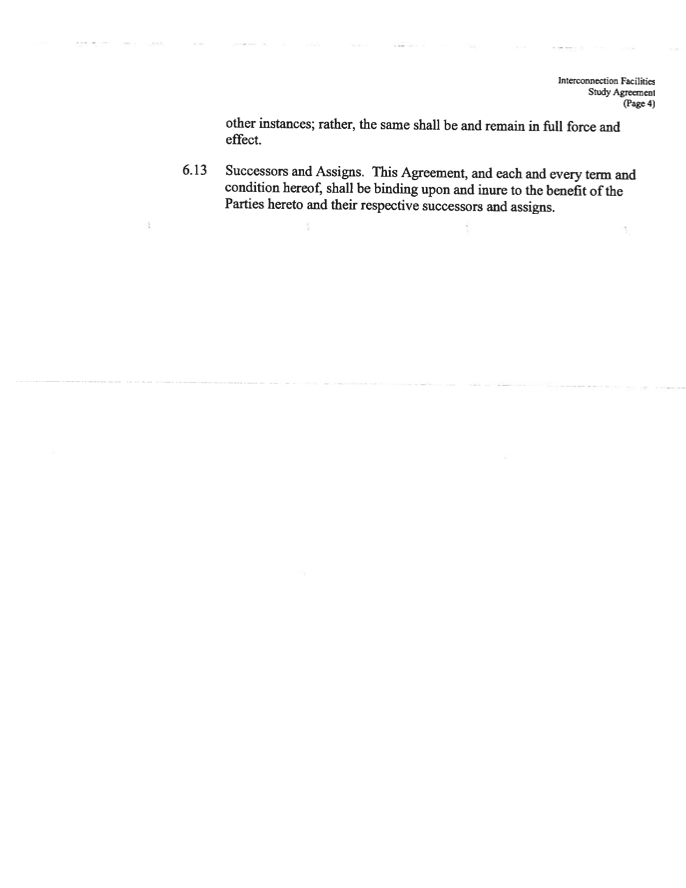 Interconnection Facilities
Study Agreement
(Page 4)
other instances; rather, the same shall be and remain in full force and
effect.
6.13 Successors and Assigns. This Agreement, and each and every term and
condition hereof, shall be binding upon and inure to the benefit of the
Parties hereto and their respective successors and assigns.